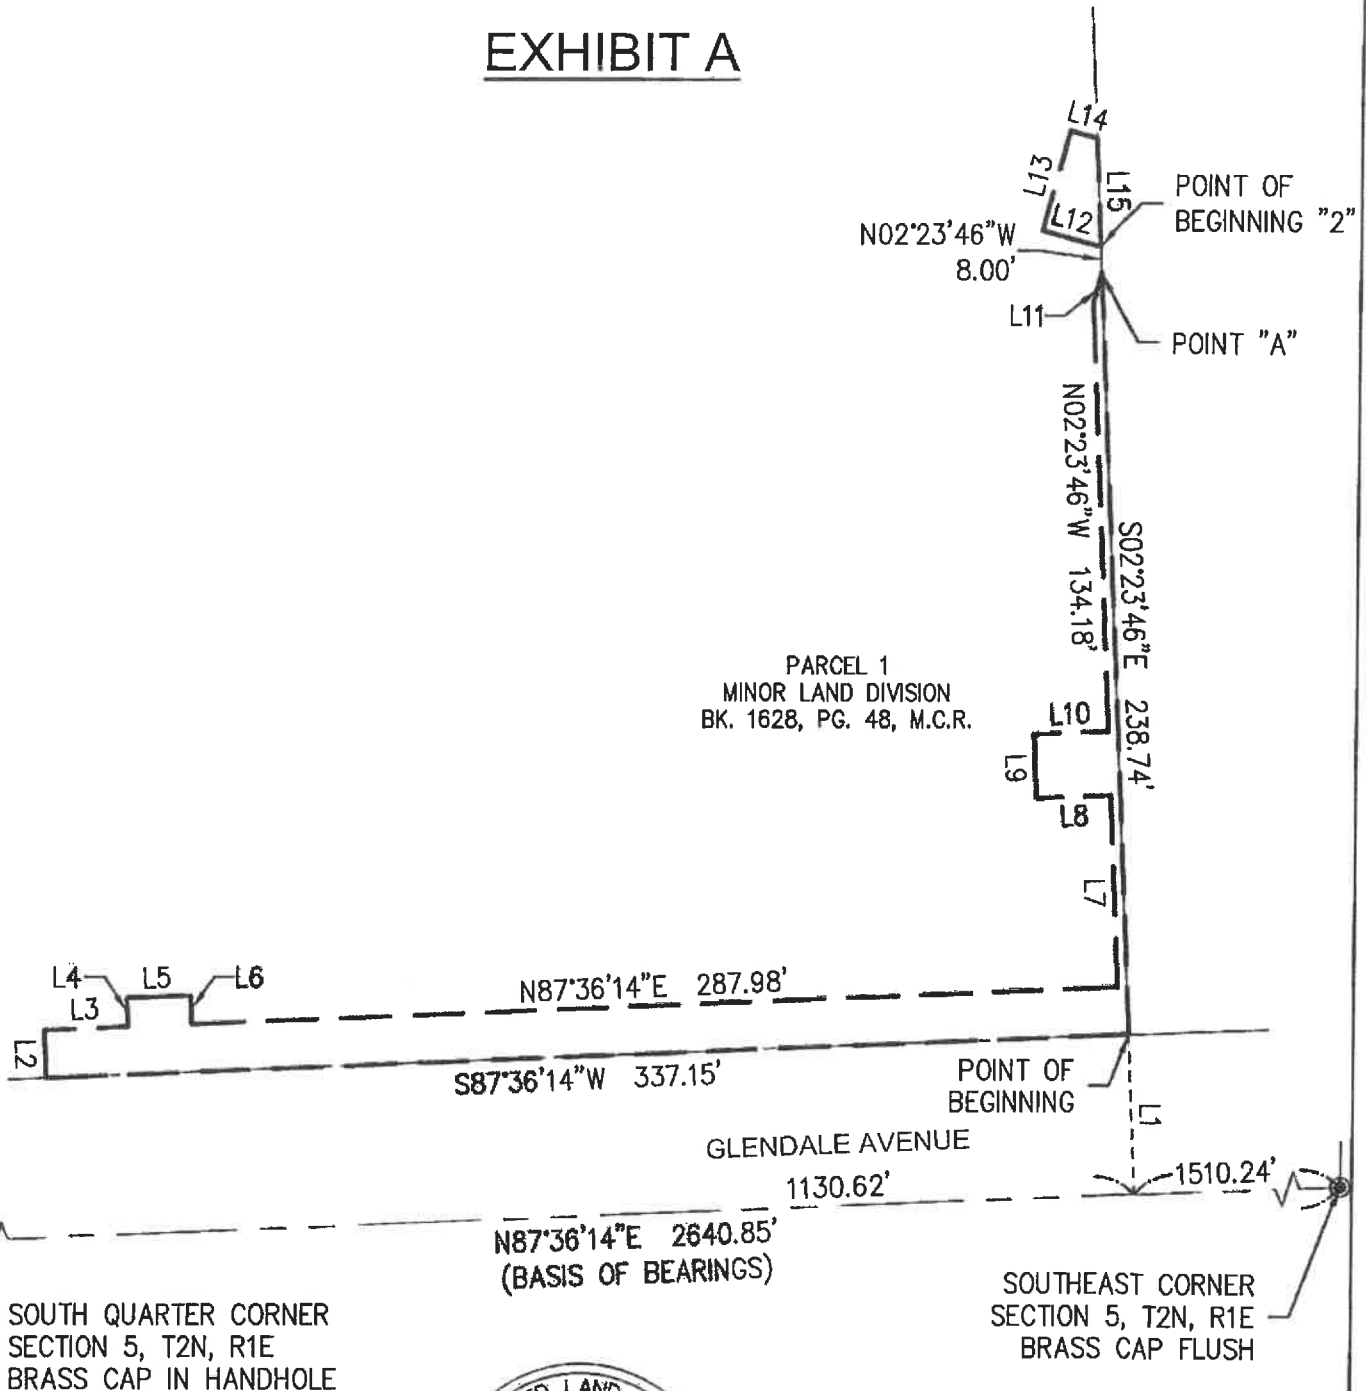 EXHIBIT A
L14
L13
L15
L12
POINT OF
BEGINNING "2"
N02°23'46"W
8.00'
L11
POINT "A"
N02°23'46"W 134.18'
S02°23'46"E 238.74'
PARCEL 1
MINOR LAND DIVISION
BK. 1628, PG. 48, M.C.R.
L10
L9
L8
L7
L4
L5
L6
L3
N87°36'14"E 287.98'
L2
S87°36'14"W 337.15'
POINT OF
BEGINNING
L1
GLENDALE AVENUE
1130.62'
1510.24'
N87°36'14"E 2640.85'
(BASIS OF BEARINGS)
SOUTHEAST CORNER
SECTION 5, T2N, R1E
BRASS CAP FLUSH
SOUTH QUARTER CORNER
SECTION 5, T2N, R1E
BRASS CAP IN HANDHOLE
LAND